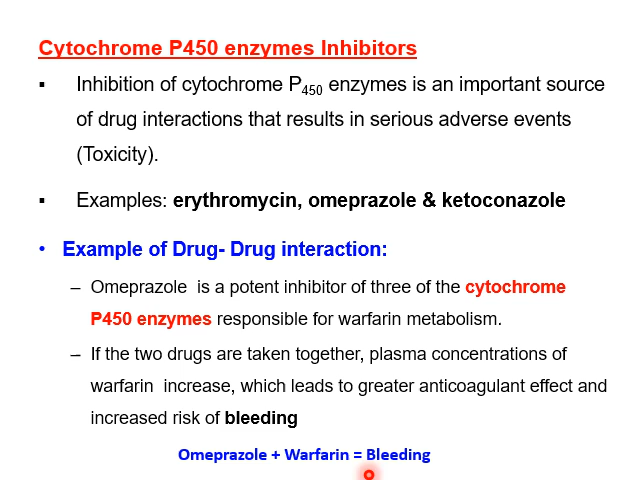 Cytochrome P450 enzymes Inhibitors
▪ Inhibition of cytochrome P450 enzymes is an important source
of drug interactions that results in serious adverse events
(Toxicity).
▪ Examples: erythromycin, omeprazole & ketoconazole
• Example of Drug- Drug interaction:
– Omeprazole is a potent inhibitor of three of the cytochrome
P450 enzymes responsible for warfarin metabolism.
– If the two drugs are taken together, plasma concentrations of
warfarin increase, which leads to greater anticoagulant effect and
increased risk of bleeding
Omeprazole + Warfarin = Bleeding